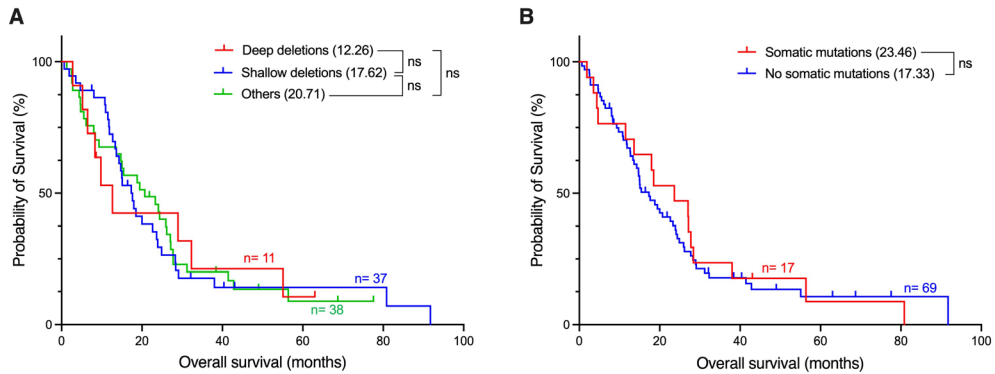 A
Deep deletions (12.26)
Shallow deletions (17.62)
Others (20.71)
ns
ns
ns
Probability of Survival (%)
100
50
0
n= 11
n= 37
n= 38
0 20 40 60 80 100
Overall survival (months)
B
Somatic mutations (23.46)
No somatic mutations (17.33)
ns
Probability of Survival (%)
100
50
0
n= 17
n= 69
0 20 40 60 80 100
Overall survival (months)